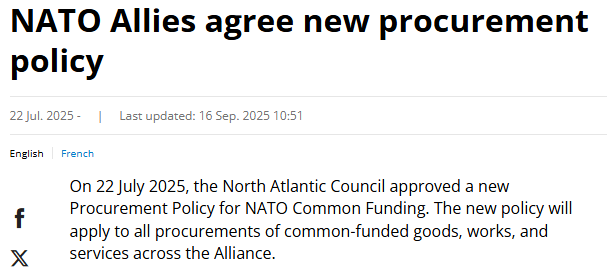 NATO Allies agree new procurement
policy
22 Jul. 2025 - | Last updated: 16 Sep. 2025 10:51
English | French
On 22 July 2025, the North Atlantic Council approved a new
Procurement Policy for NATO Common Funding. The new policy will
apply to all procurements of common-funded goods, works, and
services across the Alliance.